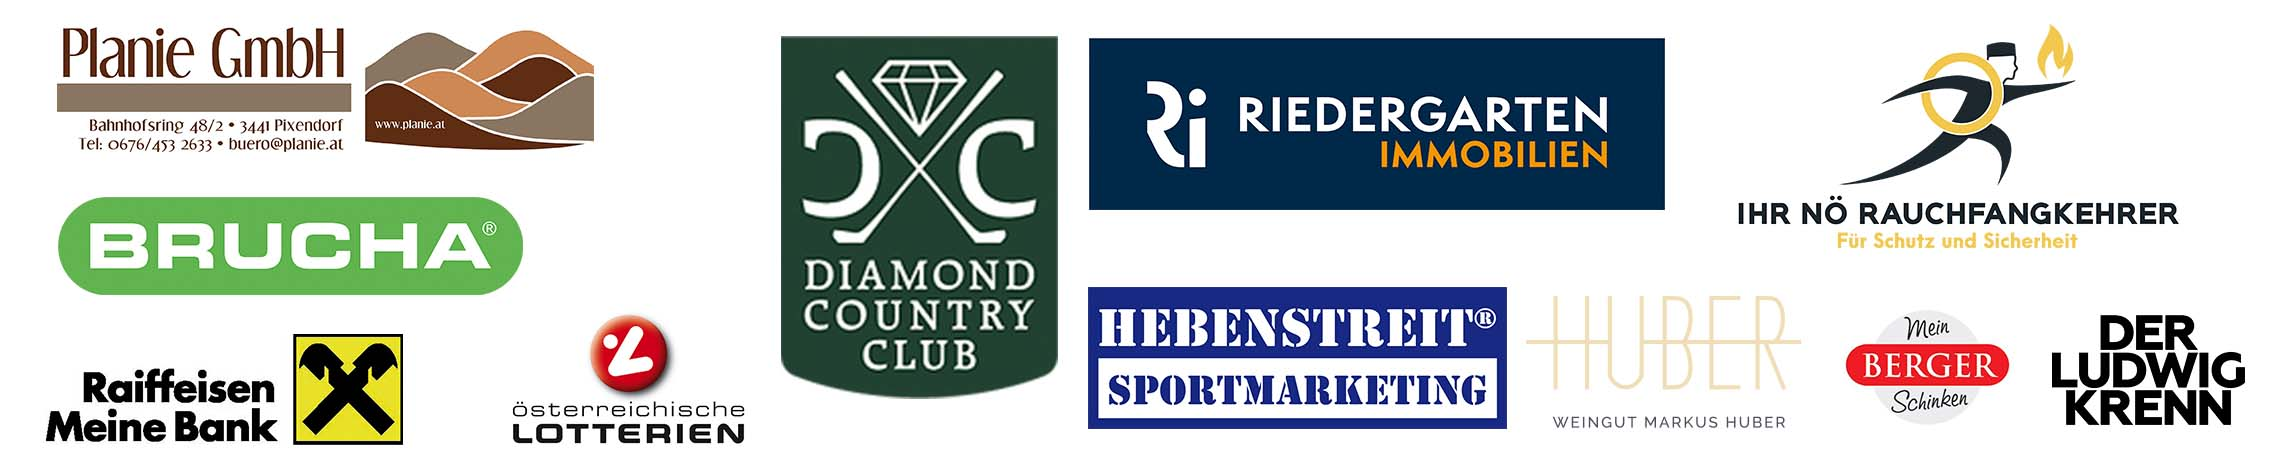 Planie GmbH
Bahnhofsring 48/2 • 3441 Pixendorf
Tel: 0676/453 2633 • buero@planie.at
www.planie.at
BRUCHA®
Raiffeisen
Meine Bank
österreichische
LOTTERIEN
DIAMOND
COUNTRY
CLUB
Ri RIEDERGARTEN
IMMOBILIEN
IHR NÖ RAUCHFANGKEHRER
Für Schutz und Sicherheit
HEBENSTREIT®
SPORTMARKETING
HUBER
WEINGUT MARKUS HUBER
Mein
BERGER
Schinken
DER
LUDWIG
KRENN